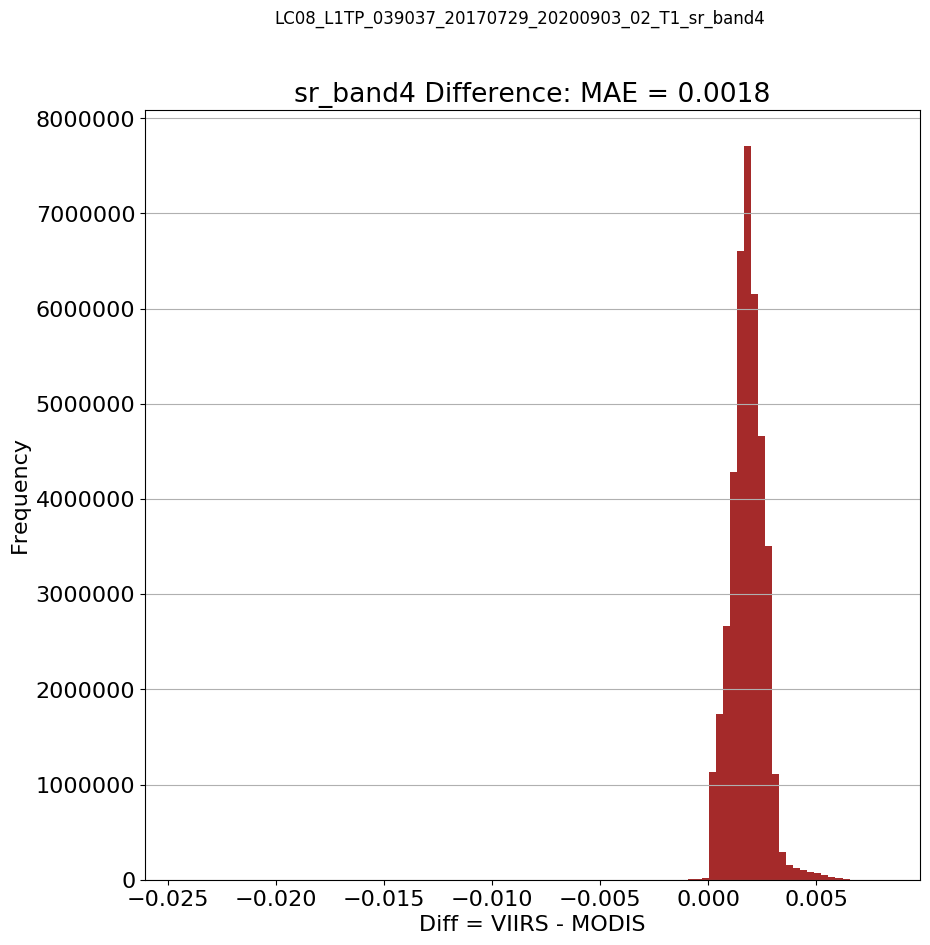 LC08_L1TP_039037_20170729_20200903_02_T1_sr_band4
sr_band4 Difference: MAE = 0.0018
8000000
7000000
6000000
5000000
4000000
3000000
2000000
1000000
0
Frequency
−0.025 −0.020 −0.015 −0.010 −0.005 0.000 0.005
Diff = VIIRS - MODIS